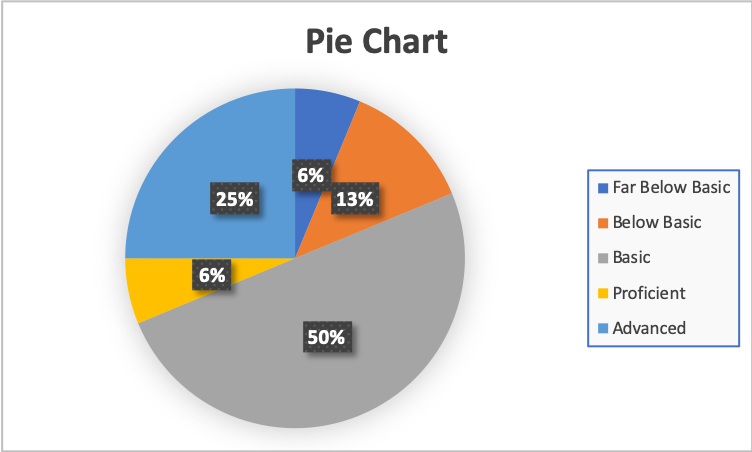 Pie Chart
6%
13%
25%
6%
50%
Far Below Basic
Below Basic
Basic
Proficient
Advanced